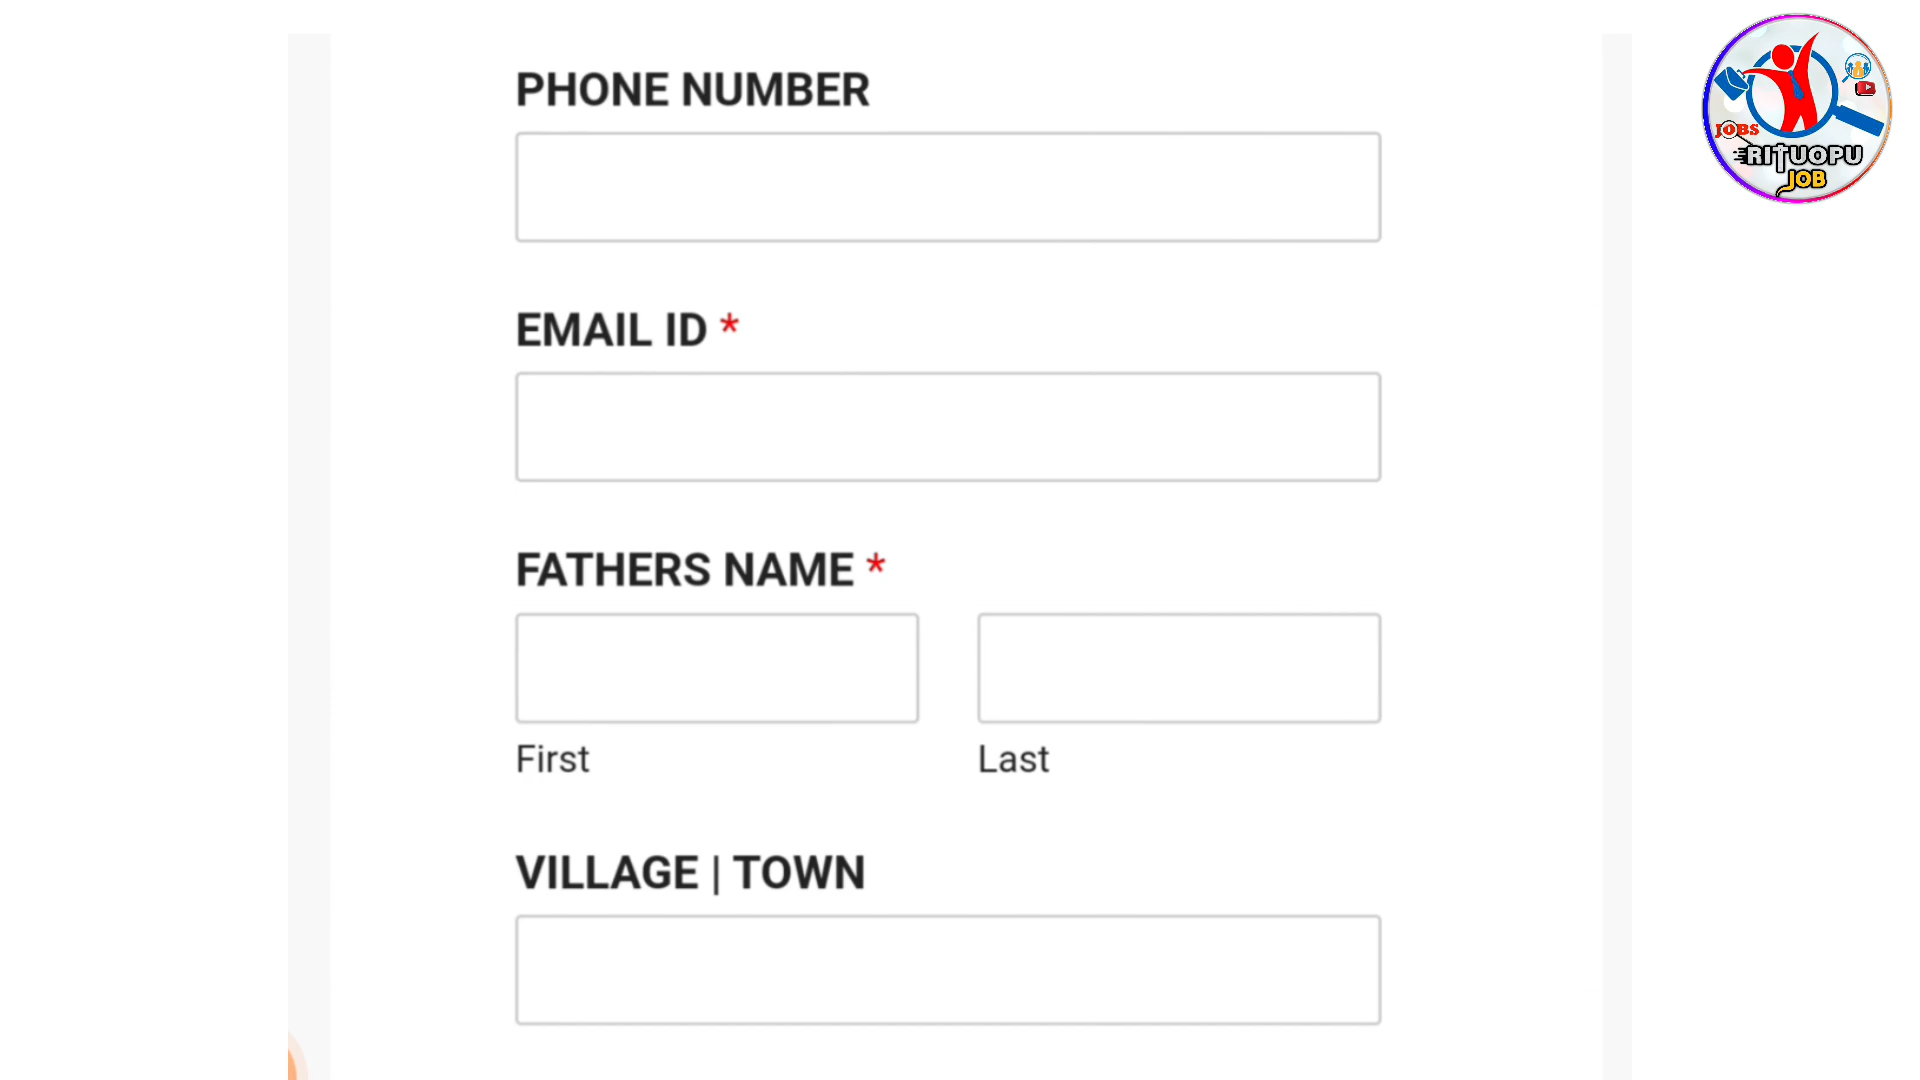 PHONE NUMBER
EMAIL ID *
FATHERS NAME *
First Last
VILLAGE | TOWN
JOBS
RITUOPU
JOB